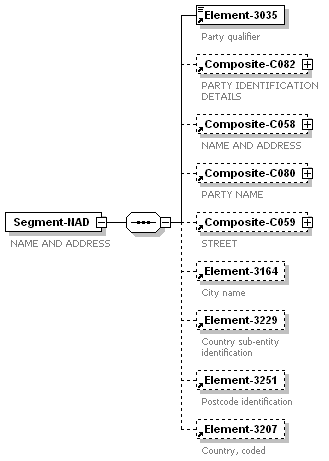 Element-3035
Party qualifier
Composite-C082
PARTY IDENTIFICATION
DETAILS
Composite-C058
NAME AND ADDRESS
Composite-C080
PARTY NAME
Segment-NAD
NAME AND ADDRESS
Composite-C059
STREET
Element-3164
City name
Element-3229
Country sub-entity
identification
Element-3251
Postcode identification
Element-3207
Country, coded